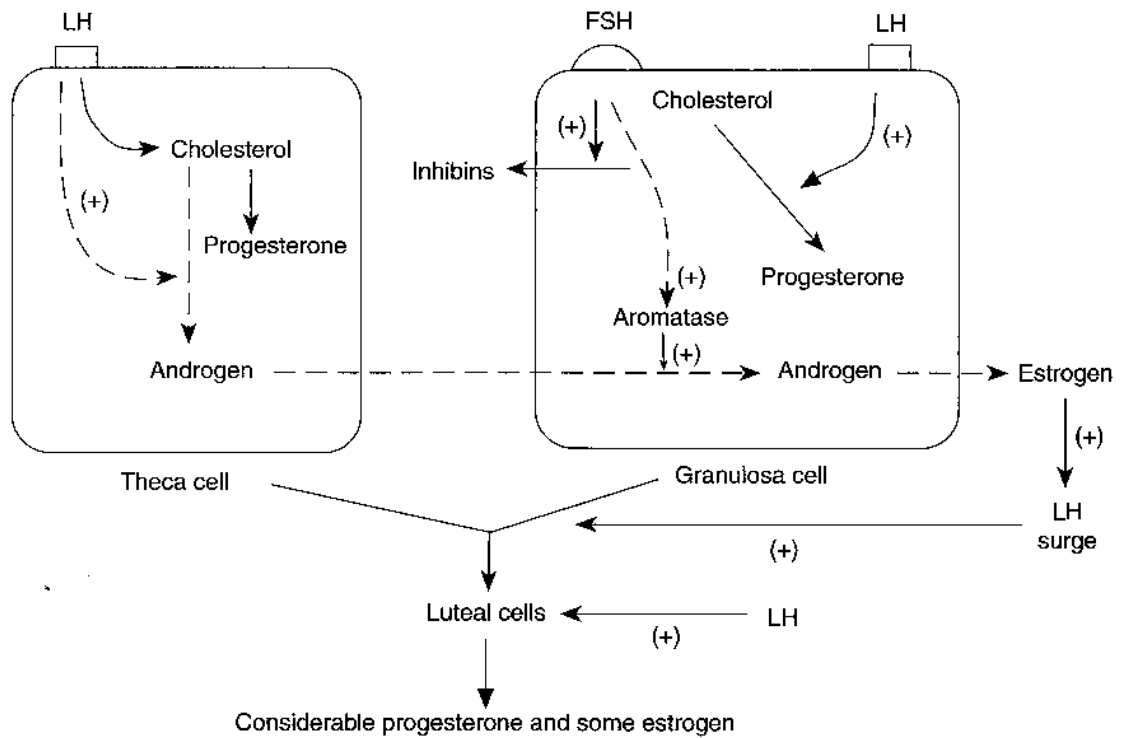 LH
FSH
LH
Cholesterol
(+)
Progesterone
Androgen
Theca cell
Inhibins
(+)
Cholesterol
(+)
Progesterone
(+)
Aromatase
(+)
Androgen
Granulosa cell
Estrogen
(+)
LH
surge
(+)
Luteal cells
(+)
LH
Considerable progesterone and some estrogen